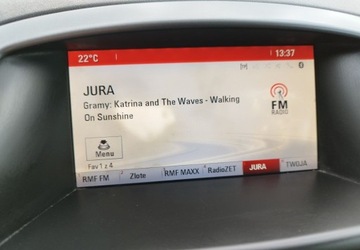 22°C 13:37
JURA
Gramy: Katrina and The Waves - Walking
On Sunshine
FM
RADIO
Menu
Fav 1 z 4
RMF FM Złote RMF MAXX RadioZET JURA TWOJA